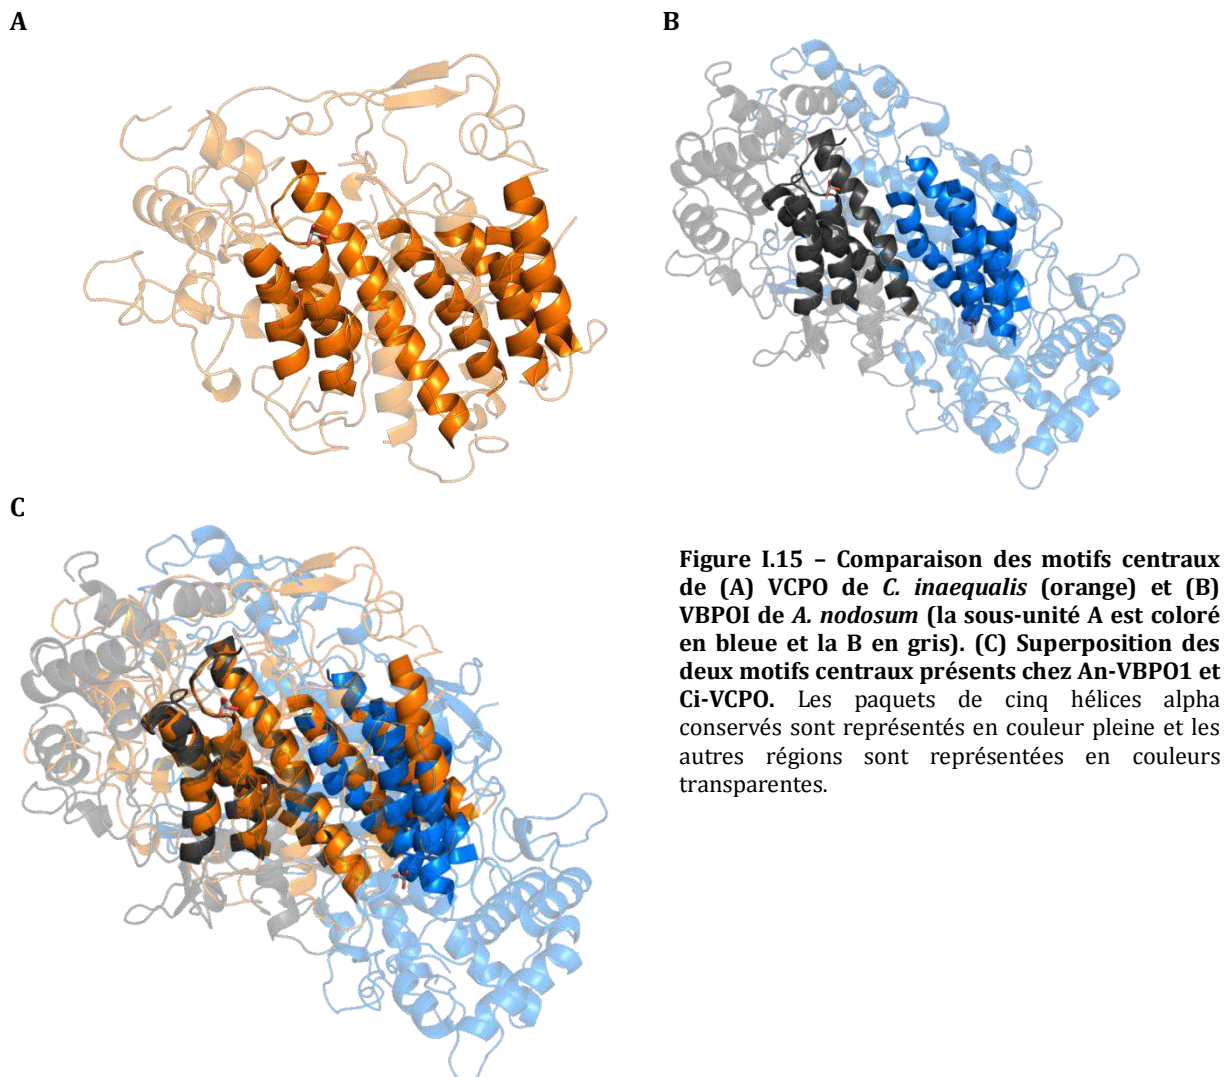 A
B
C
Figure I.15 – Comparaison des motifs centraux
de (A) VCPO de C. inaequalis (orange) et (B)
VBPOI de A. nodosum (la sous-unité A est coloré
en bleue et la B en gris). (C) Superposition des
deux motifs centraux présents chez An-VBPO1 et
Ci-VCPO. Les paquets de cinq hélices alpha
conservés sont représentés en couleur pleine et les
autres régions sont représentées en couleurs
transparentes.